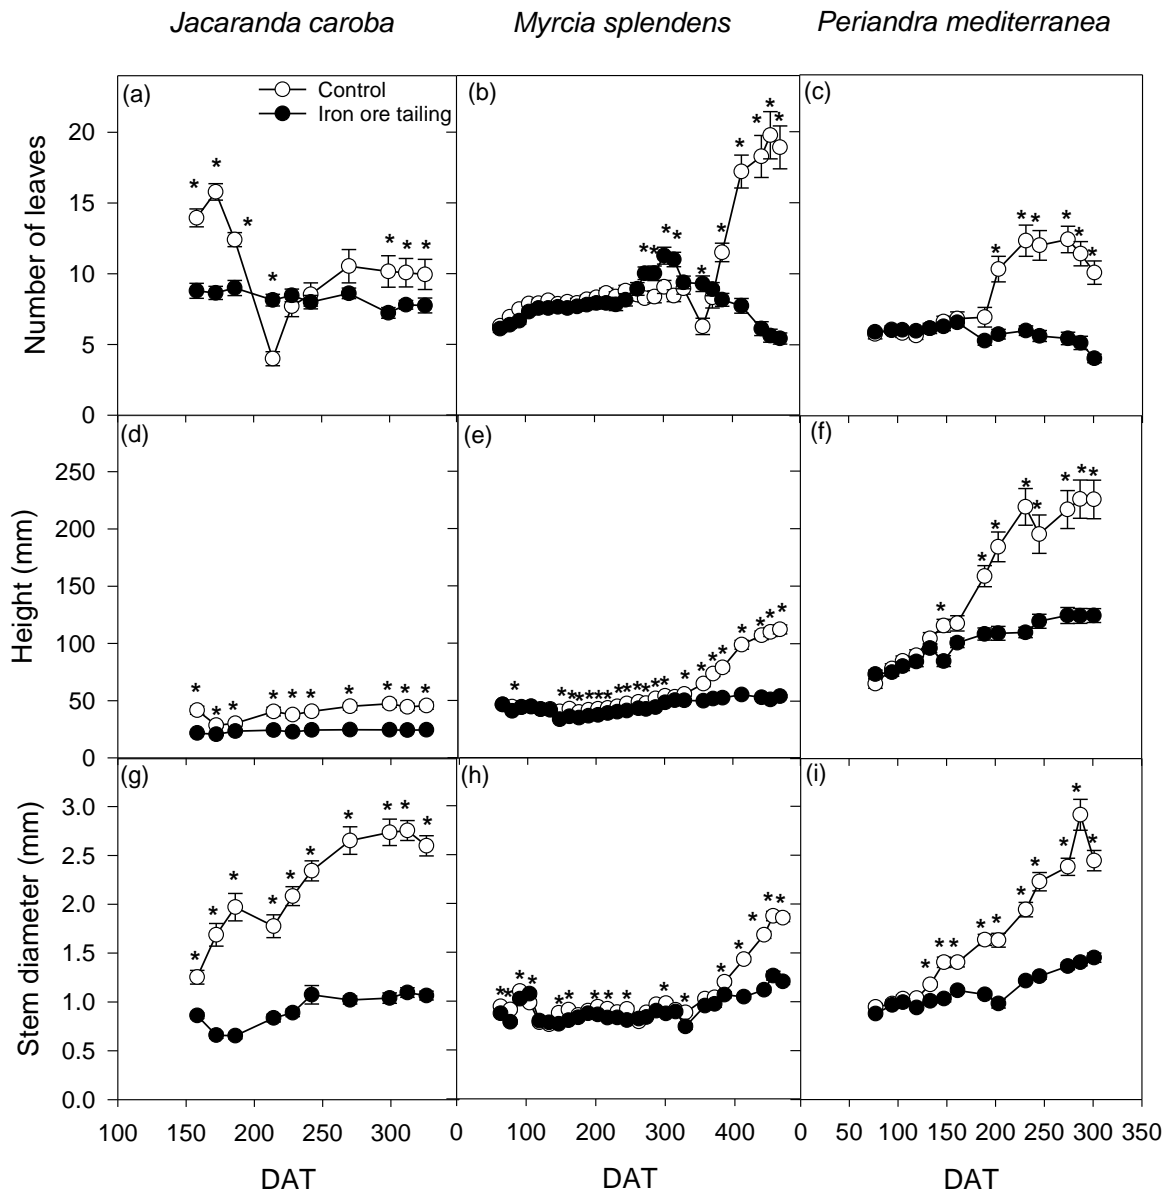 Jacaranda caroba Myrcia splendens Periandra mediterranea
(a) Control (b) (c)
Iron ore tailing
Number of leaves
20
15
10
5
0
* * * * * * *
* * * * * * * * * *
* * * * * *
(d) (e) (f)
Height (mm)
250
200
150
100
50
0
(g) (h) (i)
Stem diameter (mm)
3.0
2.5
2.0
1.5
1.0
0.5
0.0
100 150 200 250 300 0 100 200 300 400 0 50 100 150 200 250 300 350
DAT DAT DAT